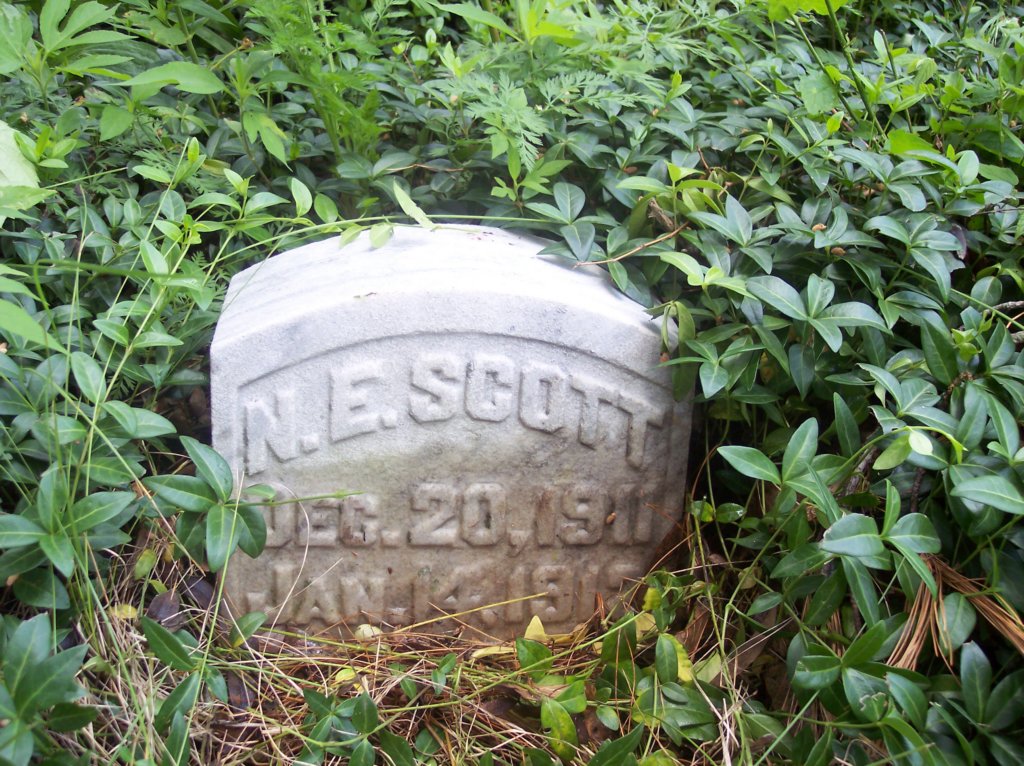 N. E. SCOTT
DEC. 20, 1911
JAN. 14,